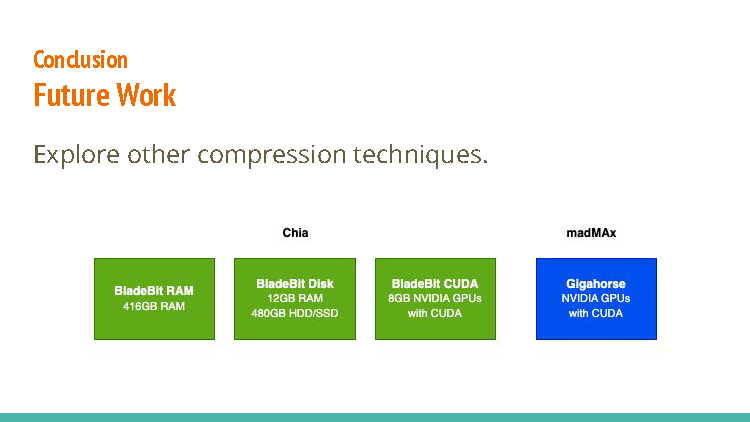 Conclusion
Future Work
Explore other compression techniques.
Chia
madMAx
BladeBit RAM
416GB RAM
BladeBit Disk
12GB RAM
480GB HDD/SSD
BladeBit CUDA
8GB NVIDIA GPUs
with CUDA
Gigahorse
NVIDIA GPUs
with CUDA